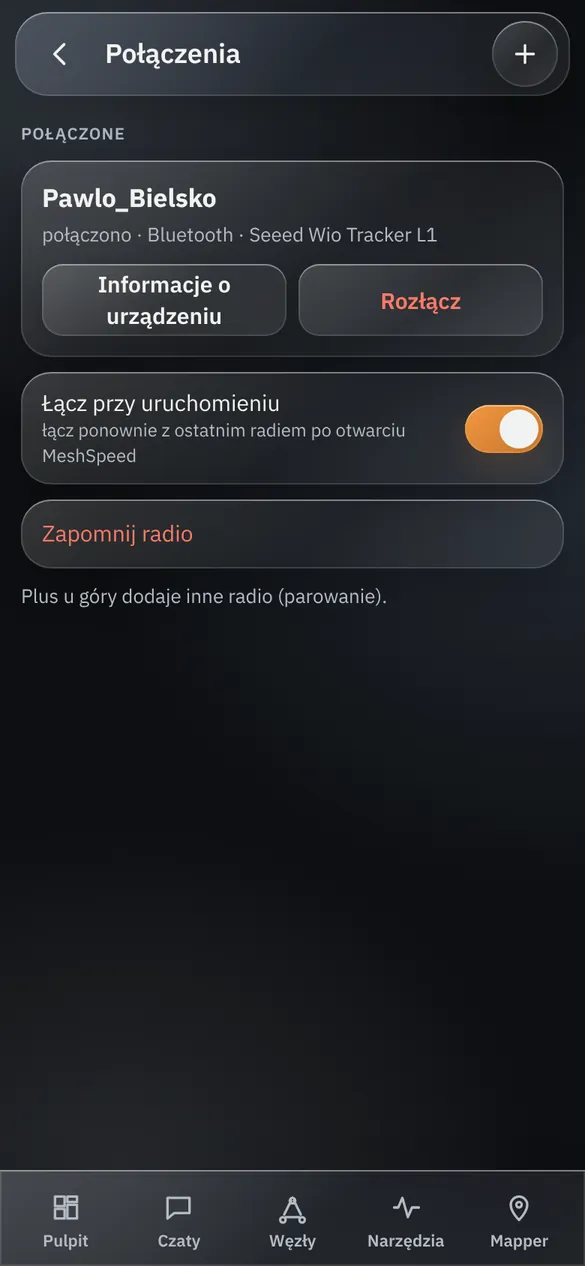 Połączenia
POŁĄCZONE
Pawlo_Bielsko
połączono · Bluetooth · Seeed Wio Tracker L1
Informacje o
urządzeniu
Rozłącz
Łącz przy uruchomieniu
łącz ponownie z ostatnim radiem po otwarciu
MeshSpeed
Zapomnij radio
Plus u góry dodaje inne radio (parowanie).
Pulpit
Czaty
Węzły
Narzędzia
Mapper